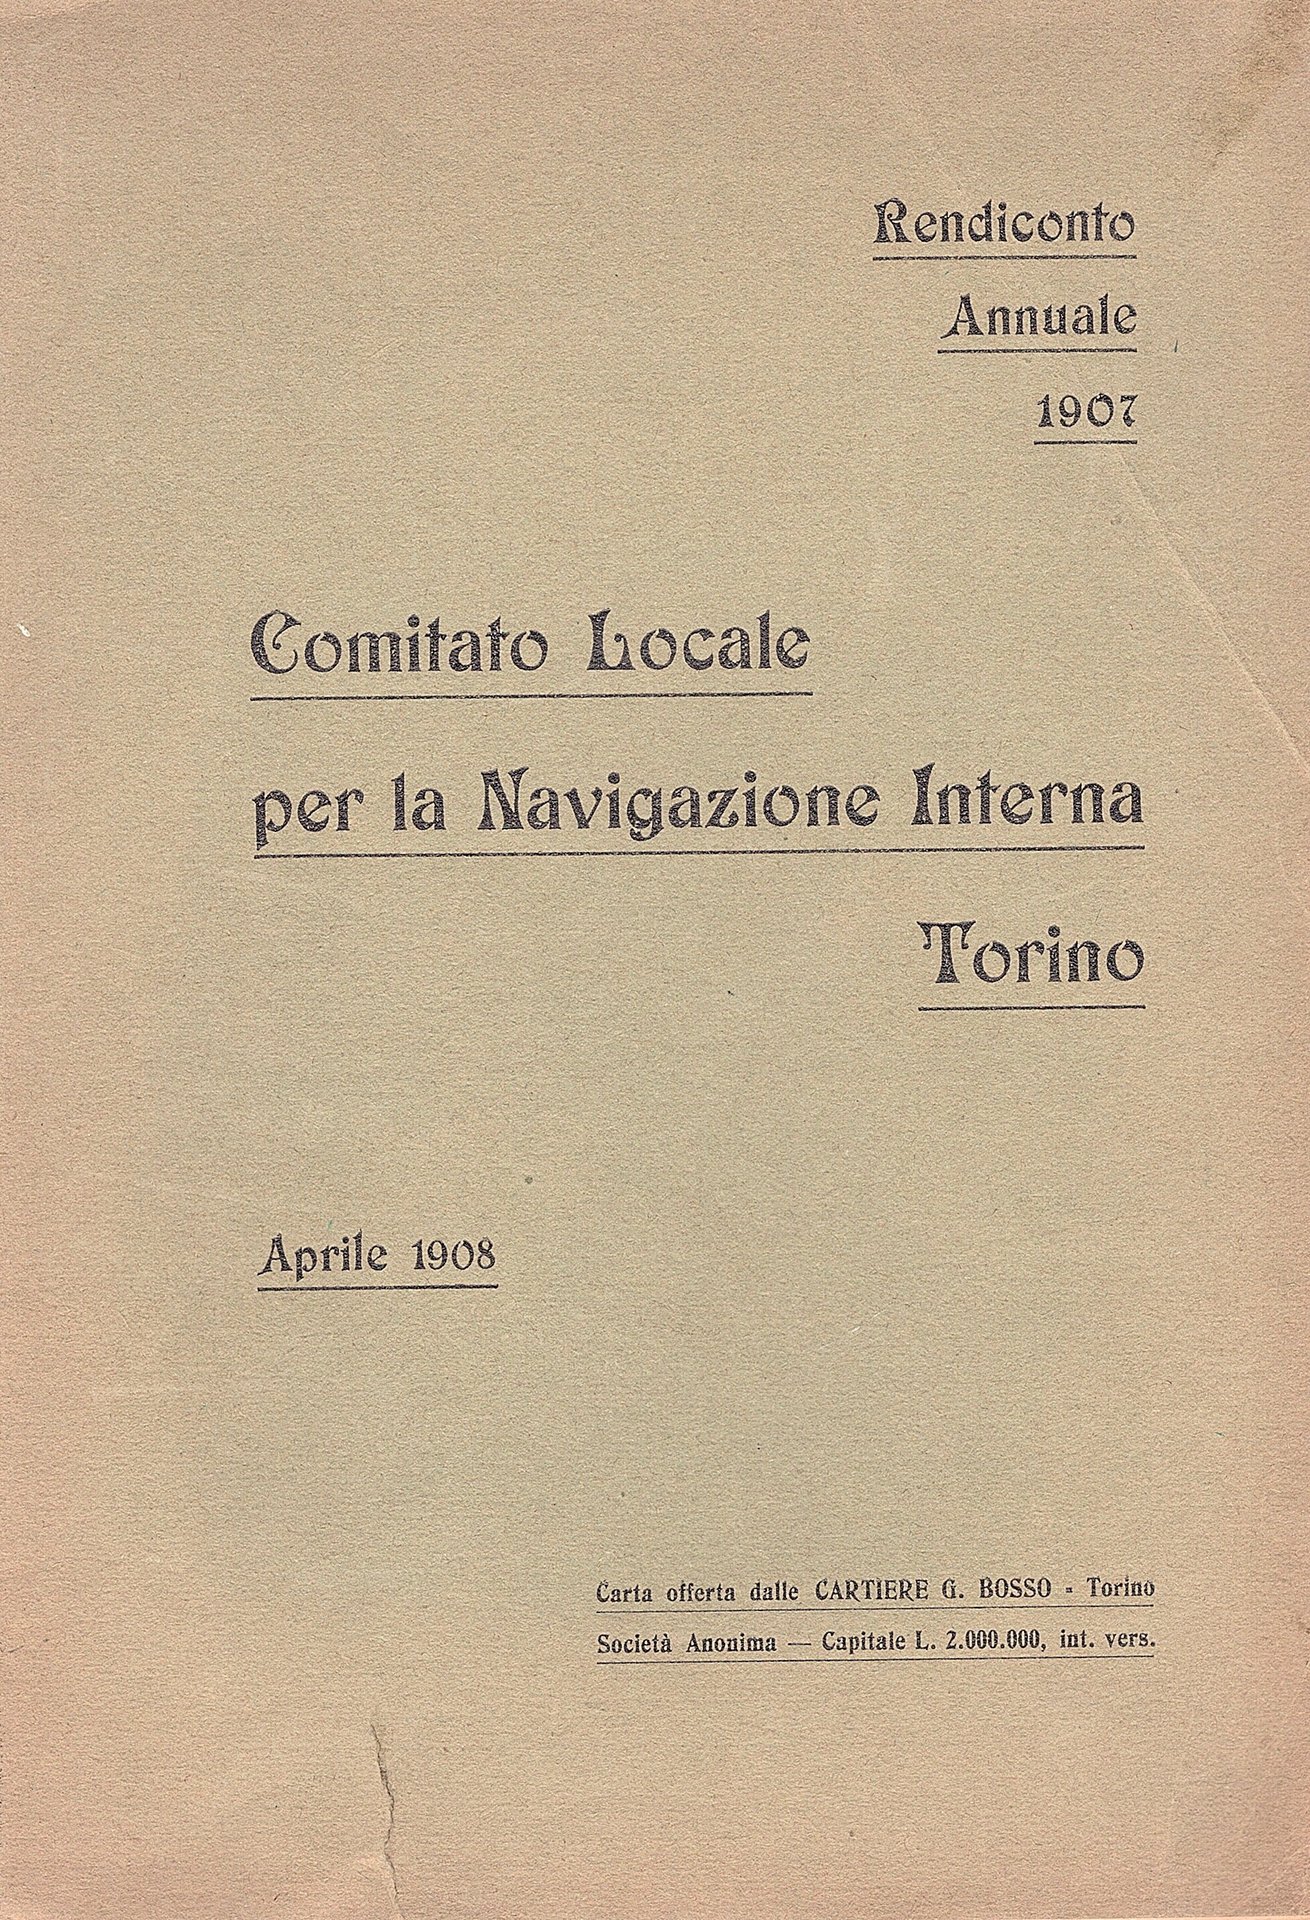 Rendiconto
Annuale
1907
Comitato Locale
per la Navigazione Interna
Torino
Aprile 1908
Carta offerta dalle CARTIERE G. BOSSO - Torino
Società Anonima — Capitale L. 2.000.000, int. vers.